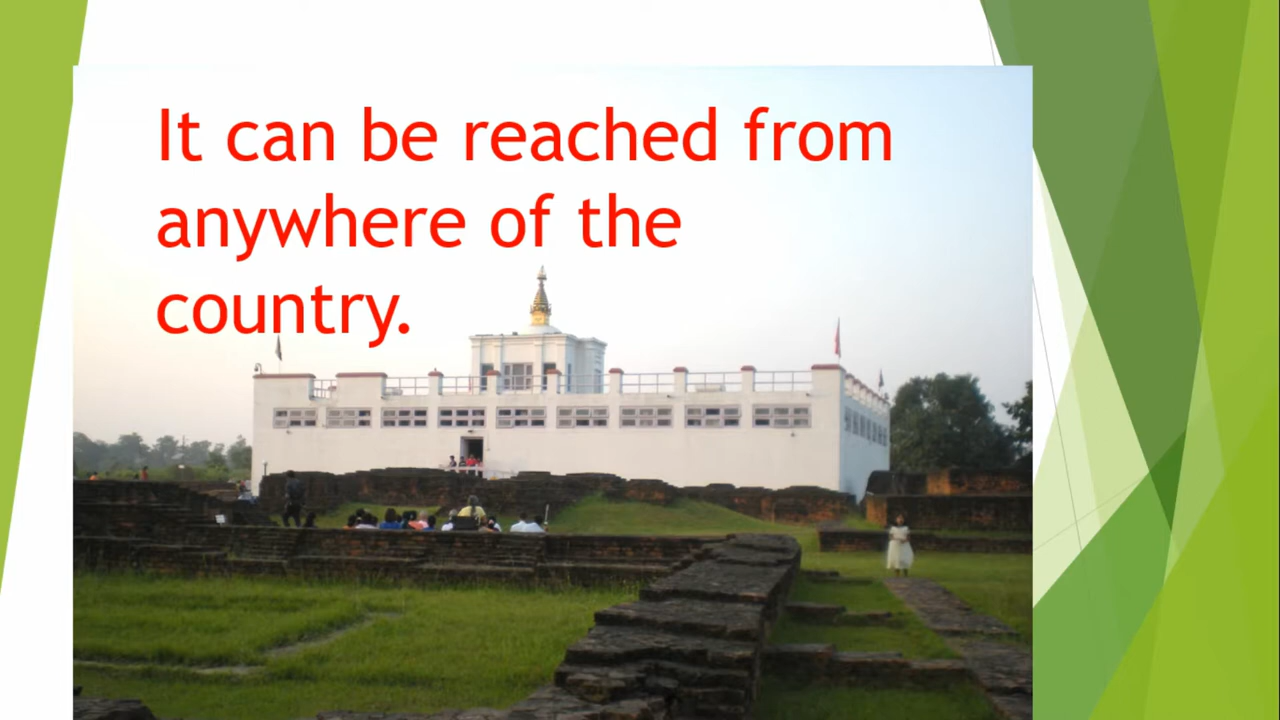 It can be reached from
anywhere of the
country.